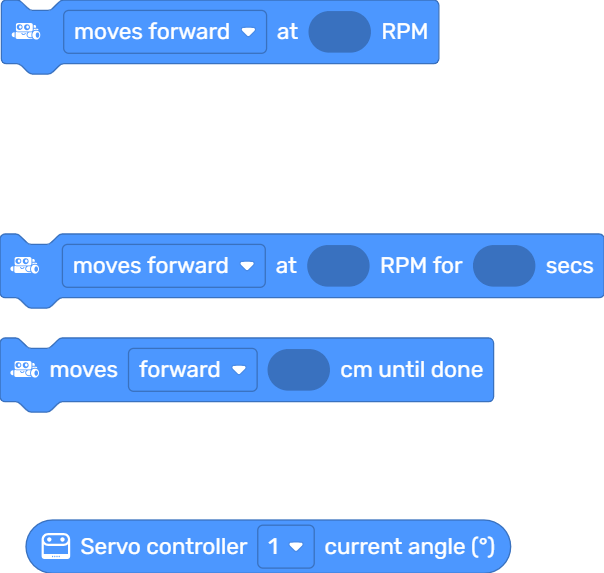 moves forward at RPM
moves forward at RPM for secs
moves forward cm until done
Servo controller 1 current angle (°)